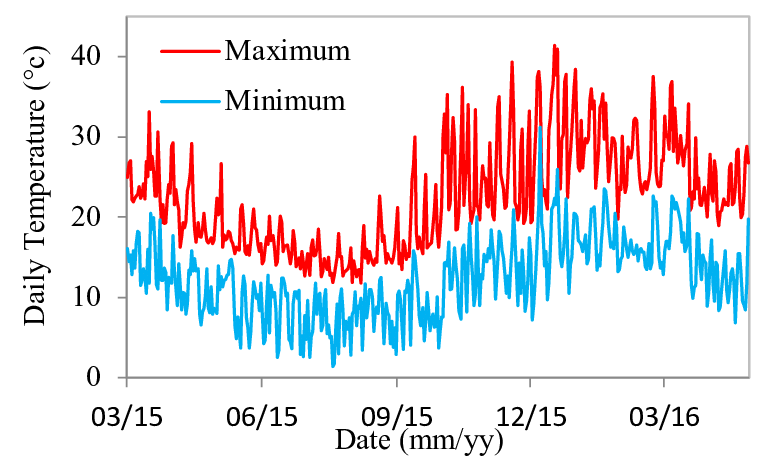 Maximum
Minimum
Daily Temperature (°c)
40
30
20
10
0
03/15 06/15 09/15 12/15 03/16
Date (mm/yy)